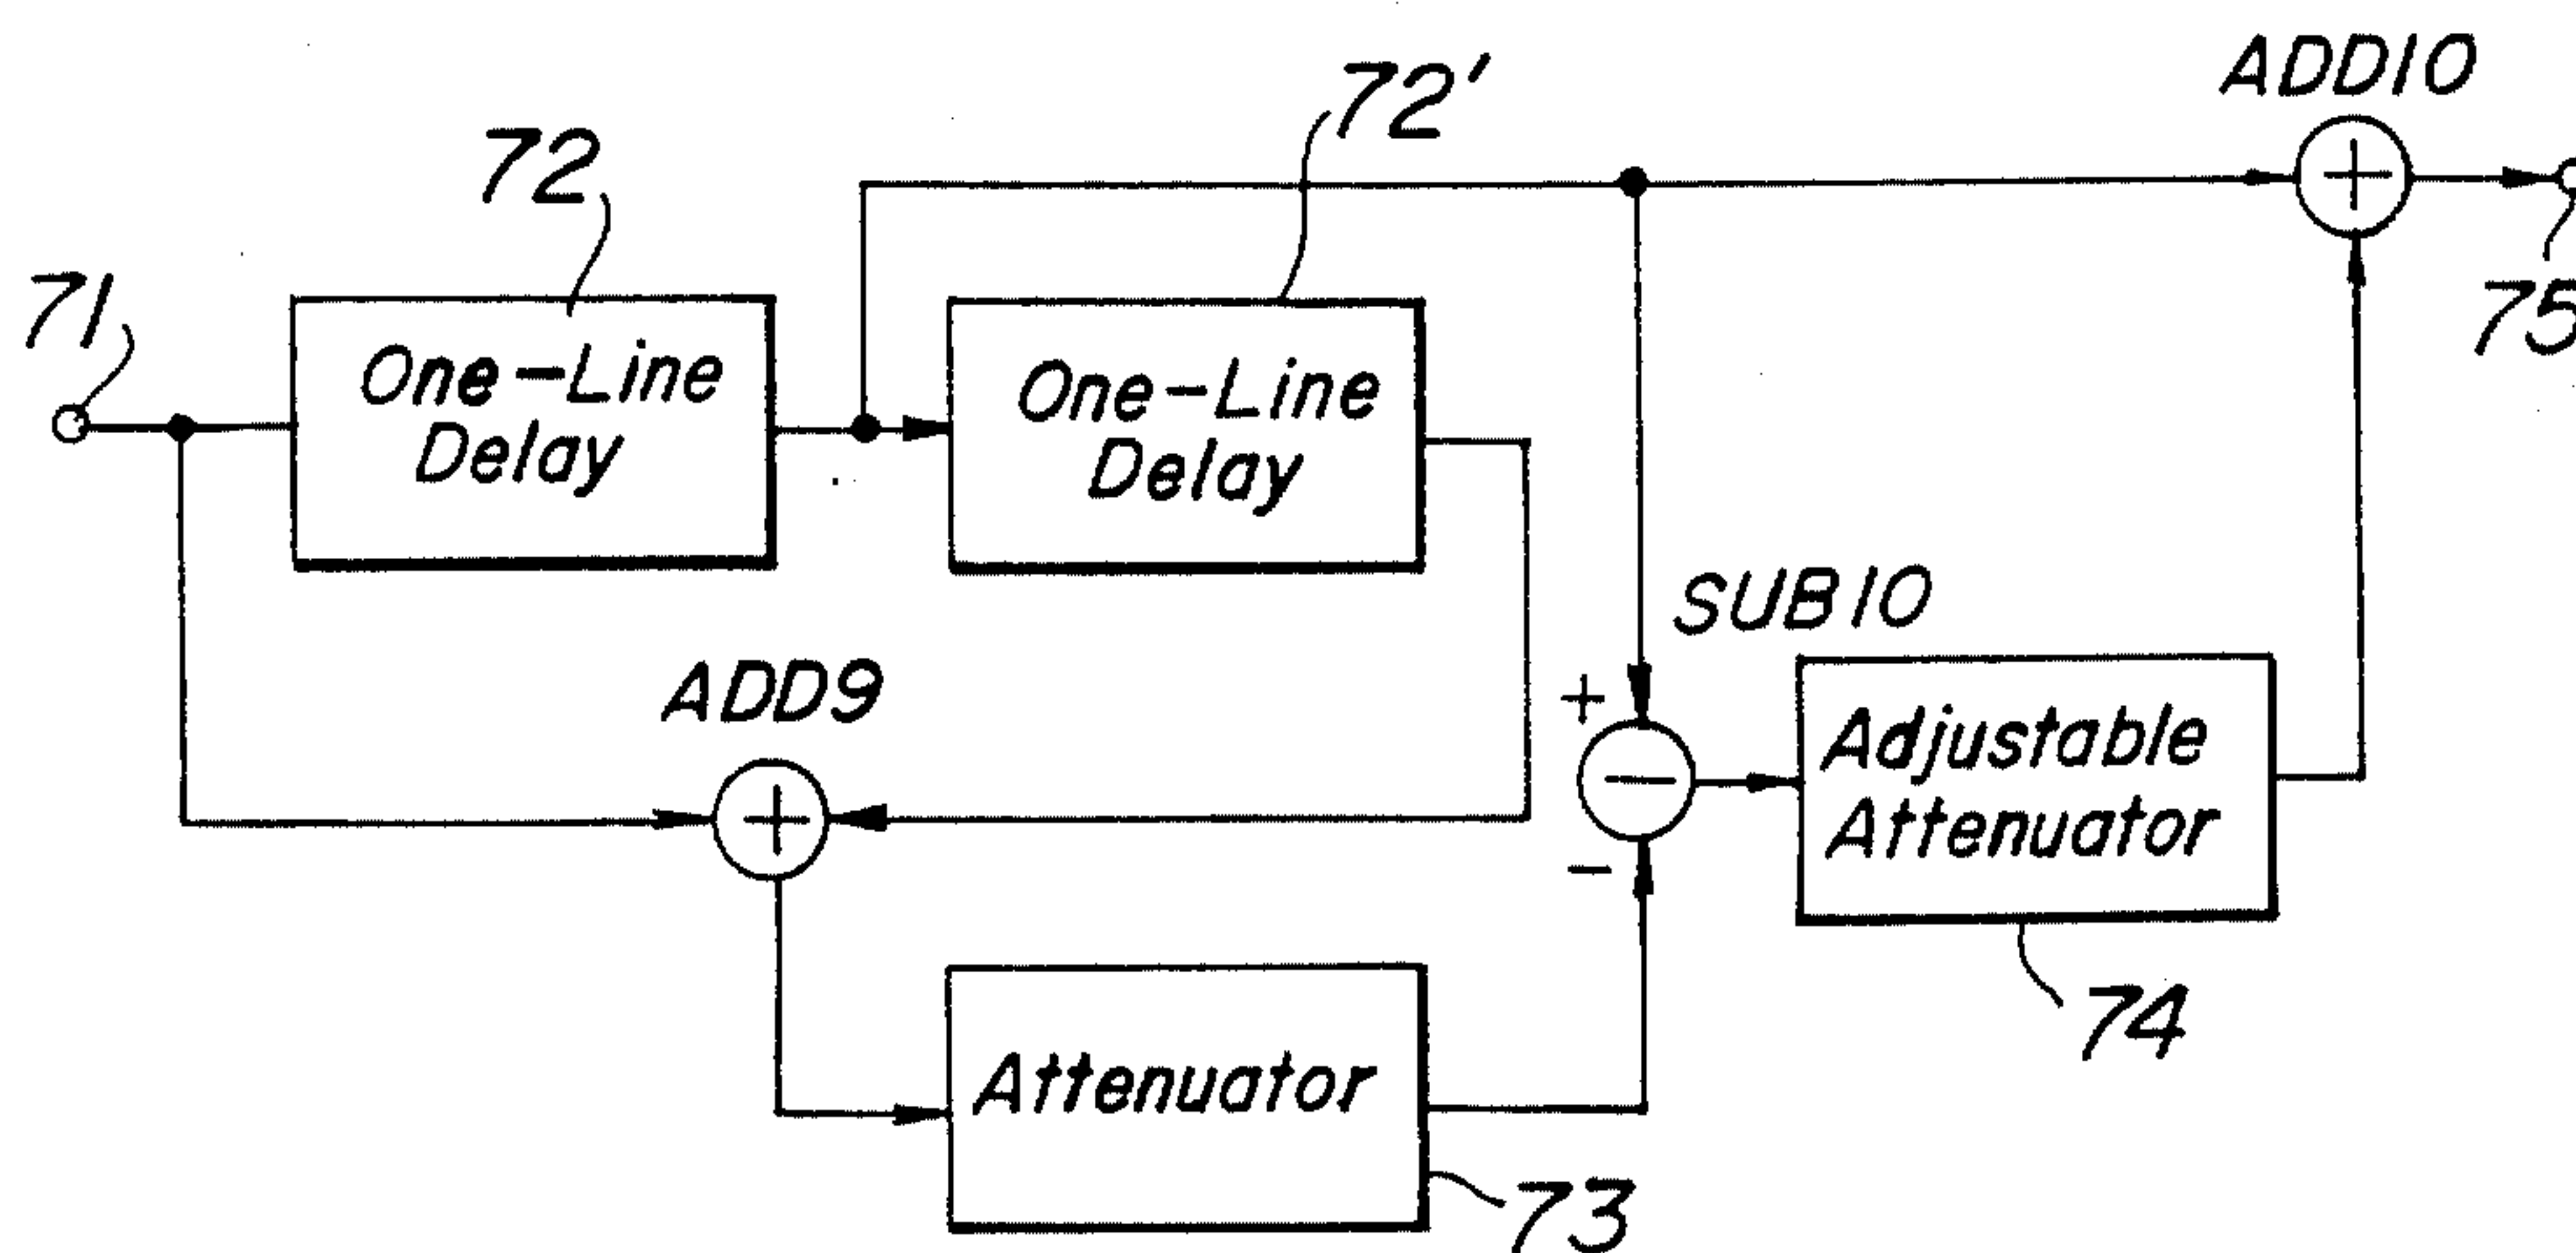 ADD10
72'
72
71
75
One-Line
Delay
One-Line
Delay
SUB10
ADD9
+
-
Adjustable
Attenuator
74
Attenuator
73